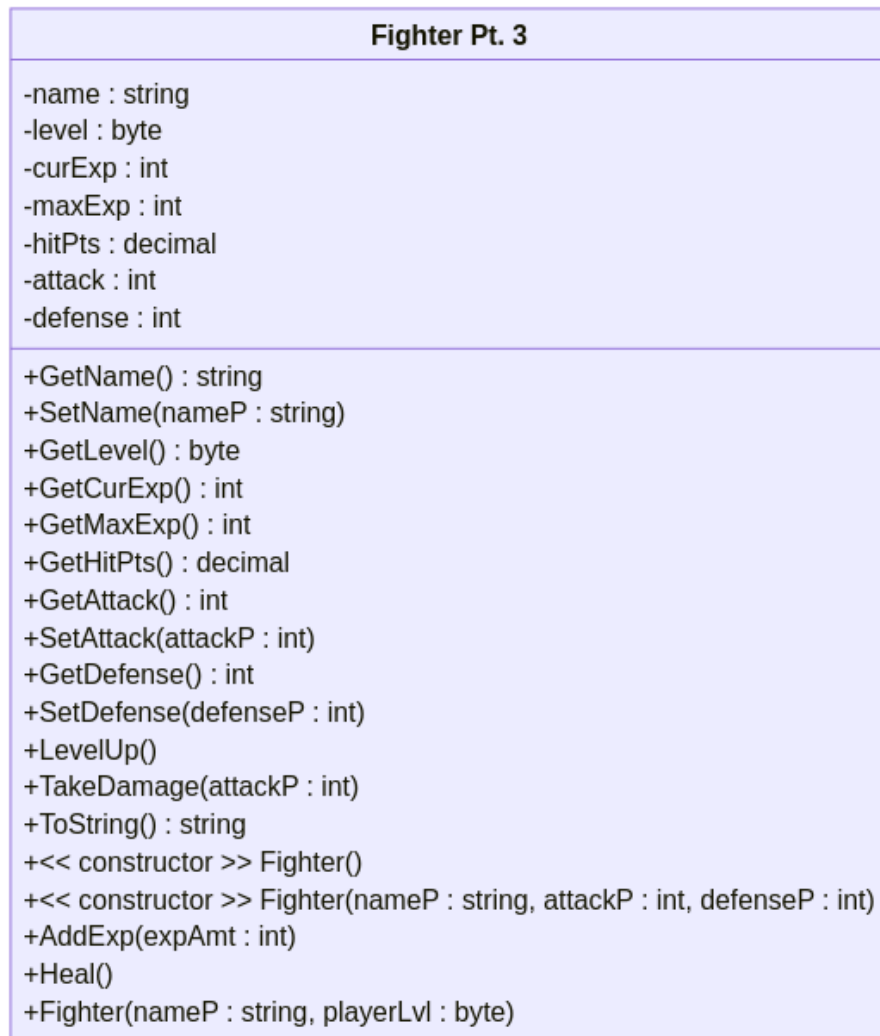 Fighter Pt. 3
-name : string
-level : byte
-curExp : int
-maxExp : int
-hitPts : decimal
-attack : int
-defense : int
+GetName() : string
+SetName(nameP : string)
+GetLevel() : byte
+GetCurExp() : int
+GetMaxExp() : int
+GetHitPts() : decimal
+GetAttack() : int
+SetAttack(attackP : int)
+GetDefense() : int
+SetDefense(defenseP : int)
+LevelUp()
+TakeDamage(attackP : int)
+ToString() : string
+<< constructor >> Fighter()
+<< constructor >> Fighter(nameP : string, attackP : int, defenseP : int)
+AddExp(expAmt : int)
+Heal()
+Fighter(nameP : string, playerLvl : byte)